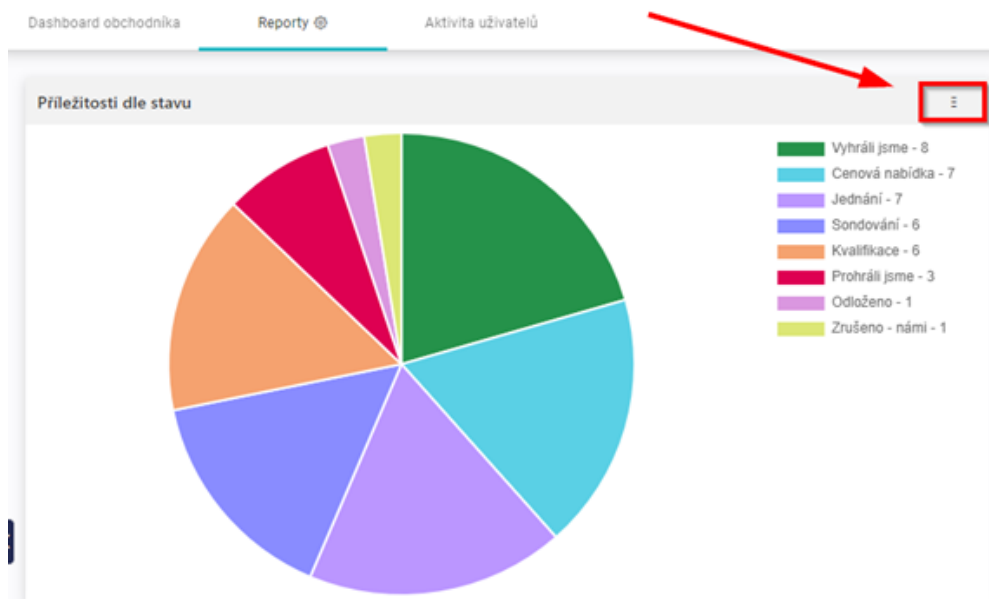 Dashboard obchodníka
Reporty
Aktivita uživatelů
Příležitosti dle stavu
Vyhráli jsme - 8
Cenová nabídka - 7
Jednání - 7
Sondování - 6
Kvalifikace - 6
Prohráli jsme - 3
Odloženo - 1
Zrušeno - námi - 1